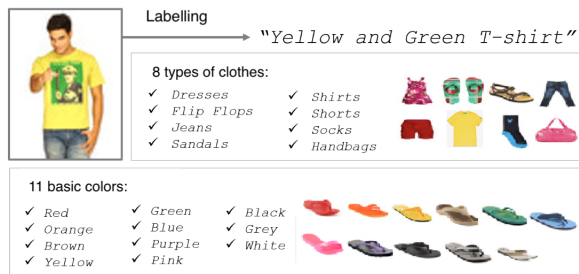 Labelling
"Yellow and Green T-shirt"
8 types of clothes:
✓ Dresses
✓ Flip Flops
✓ Jeans
✓ Sandals
✓ Shirts
✓ Shorts
✓ Socks
✓ Handbags
11 basic colors:
✓ Red
✓ Orange
✓ Brown
✓ Yellow
✓ Green
✓ Blue
✓ Purple
✓ Pink
✓ Black
✓ Grey
✓ White